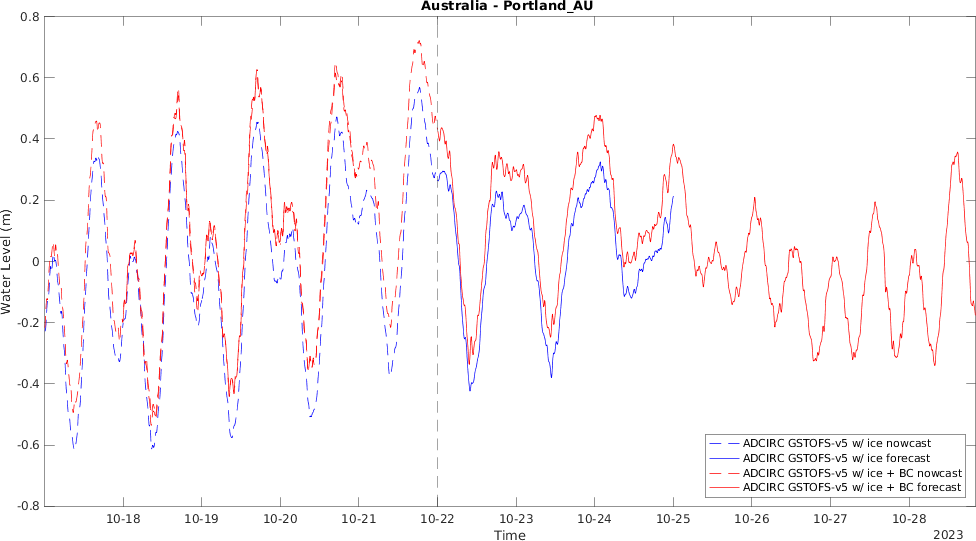 Australia - Portland_AU
0.8
0.6
0.4
0.2
0
-0.2
-0.4
-0.6
-0.8
Water Level (m)
ADCIRC GSTOFS-v5 w/ ice nowcast
ADCIRC GSTOFS-v5 w/ ice forecast
ADCIRC GSTOFS-v5 w/ ice + BC nowcast
ADCIRC GSTOFS-v5 w/ ice + BC forecast
10-18 10-19 10-20 10-21 10-22 10-23 10-24 10-25 10-26 10-27 10-28
Time
2023